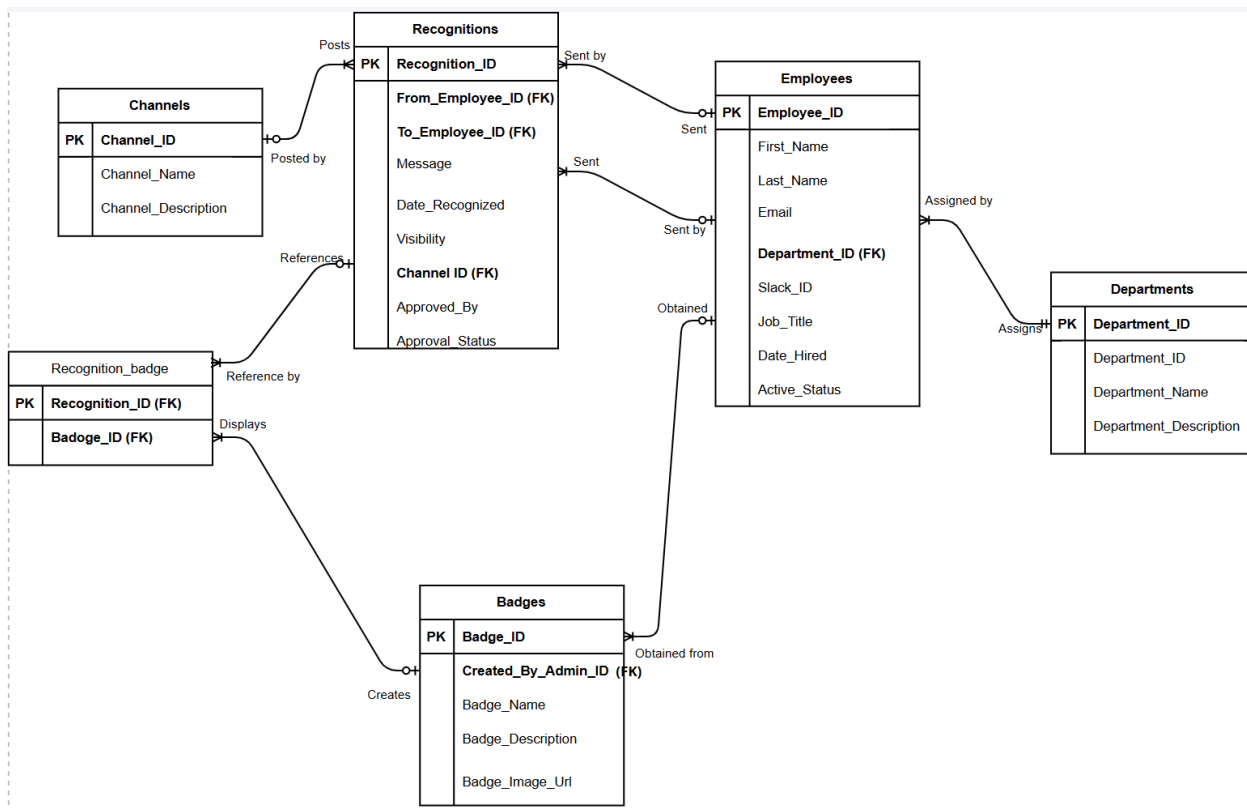 Recognitions
PK Recognition_ID
From_Employee_ID (FK)
To_Employee_ID (FK)
Message
Date_Recognized
Visibility
Channel ID (FK)
Approved_By
Approval_Status
Posts
Sent by
Employees
PK Employee_ID
First_Name
Last_Name
Email
Department_ID (FK)
Slack_ID
Job_Title
Date_Hired
Active_Status
Channels
PK Channel_ID
Channel_Name
Channel_Description
Posted by
Sent
Sent
Sent by
Assigned by
References
Obtained
Departments
PK Department_ID
Department_ID
Department_Name
Department_Description
Assigns
Recognition_badge
PK Recognition_ID (FK)
Badoge_ID (FK)
Reference by
Displays
Badges
PK Badge_ID
Created_By_Admin_ID (FK)
Badge_Name
Badge_Description
Badge_Image_Url
Obtained from
Creates